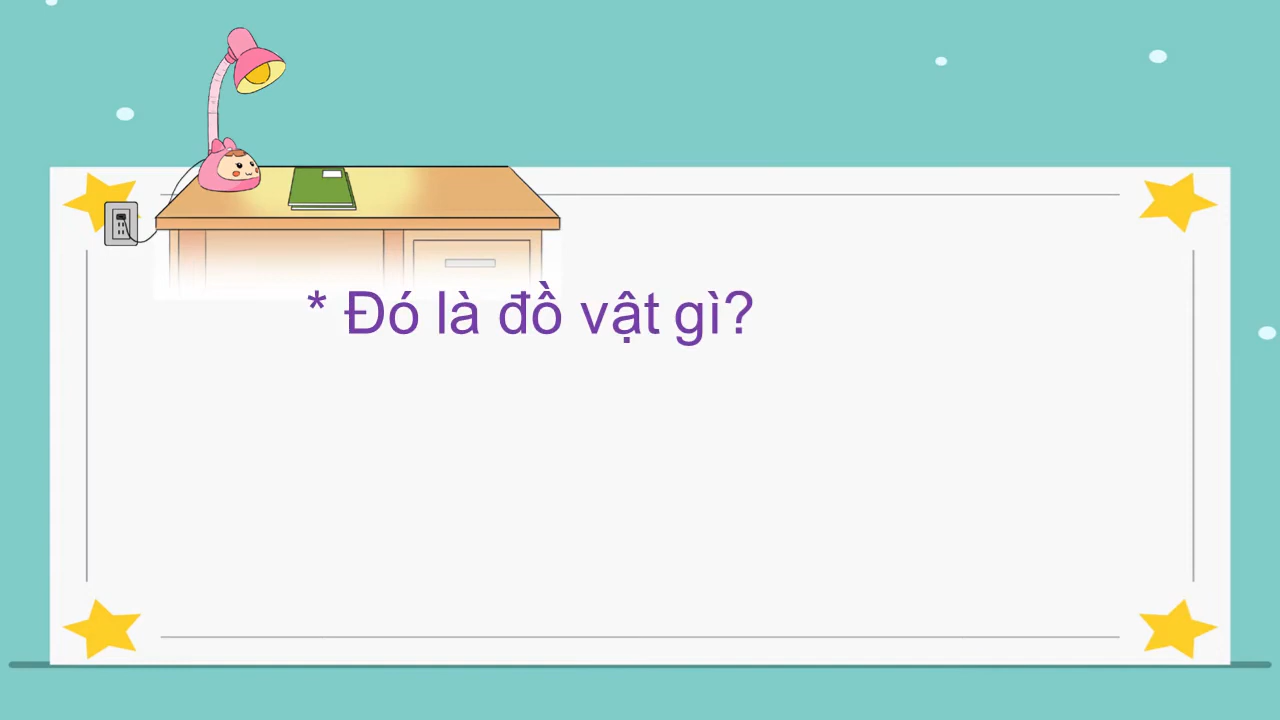 * Đó là đồ vật gì?